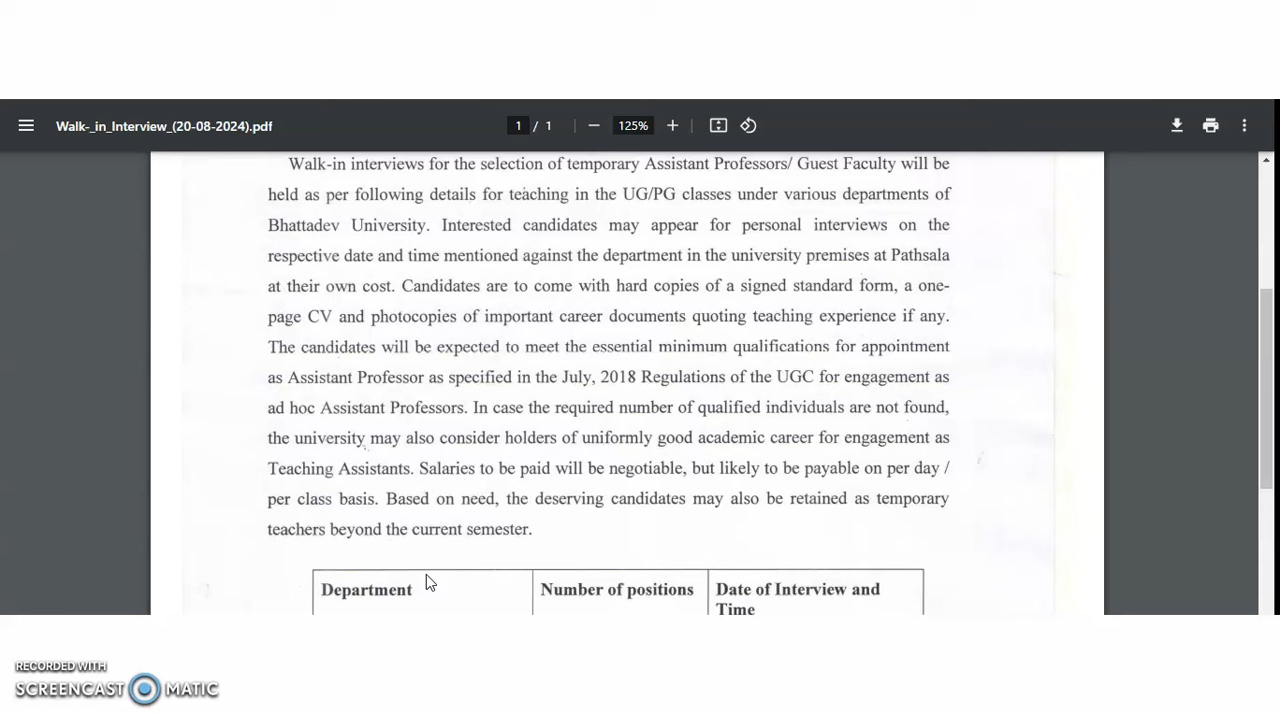 Walk-_in_Interview_(20-08-2024).pdf
1 / 1
125%
Walk-in interviews for the selection of temporary Assistant Professors/ Guest Faculty will be
held as per following details for teaching in the UG/PG classes under various departments of
Bhattadev University. Interested candidates may appear for personal interviews on the
respective date and time mentioned against the department in the university premises at Pathsala
at their own cost. Candidates are to come with hard copies of a signed standard form, a one-
page CV and photocopies of important career documents quoting teaching experience if any.
The candidates will be expected to meet the essential minimum qualifications for appointment
as Assistant Professor as specified in the July, 2018 Regulations of the UGC for engagement as
ad hoc Assistant Professors. In case the required number of qualified individuals are not found,
the university may also consider holders of uniformly good academic career for engagement as
Teaching Assistants. Salaries to be paid will be negotiable, but likely to be payable on per day /
per class basis. Based on need, the deserving candidates may also be retained as temporary
teachers beyond the current semester.
Department
Number of positions
Date of Interview and
Time
RECORDED WITH
SCREENCAST MATIC